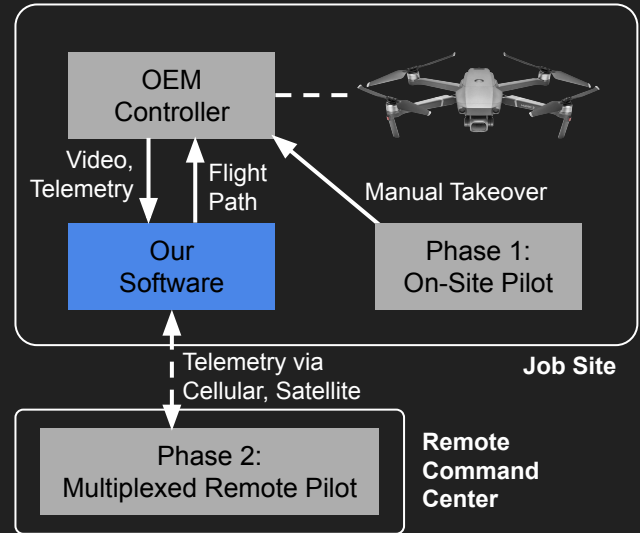 OEM
Controller
Video,
Telemetry
Flight
Path
Manual Takeover
Our
Software
Phase 1:
On-Site Pilot
Telemetry via
Cellular, Satellite
Job Site
Phase 2:
Multiplexed Remote Pilot
Remote
Command
Center